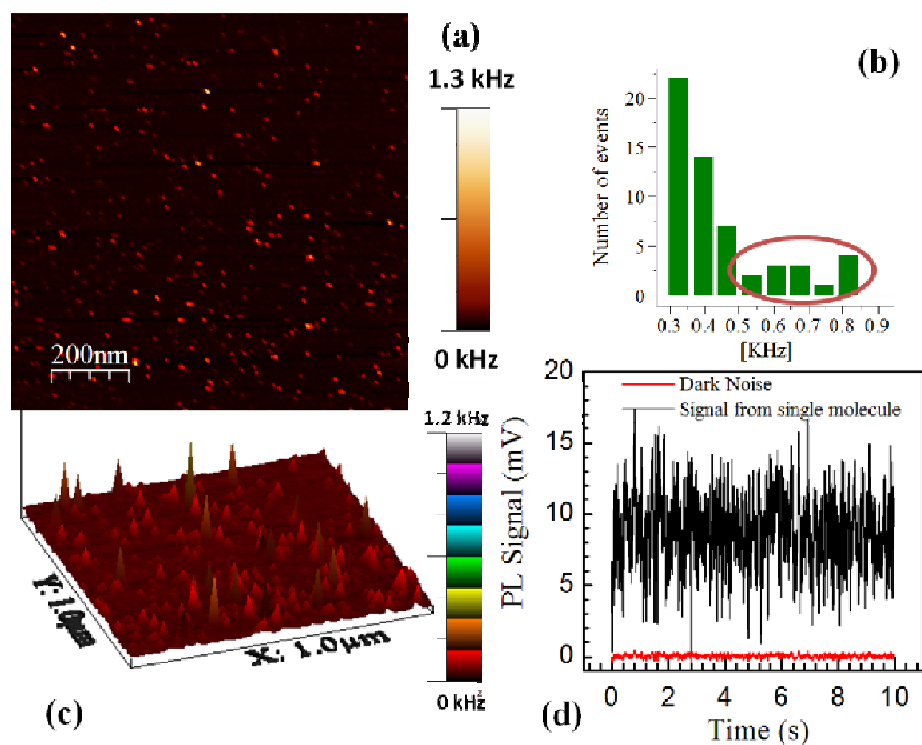 (a)
1.3 kHz
0 kHz
200nm
(b)
Number of events
20
15
10
5
0
0.3 0.4 0.5 0.6 0.7 0.8 0.9
[KHz]
1.2 kHz
0 kHz
Y: 1.0µm
X: 1.0µm
(c)
PL Signal (mV)
20
15
10
5
0
Dark Noise
Signal from single molecule
0 2 4 6 8 10
Time (s)
(d)